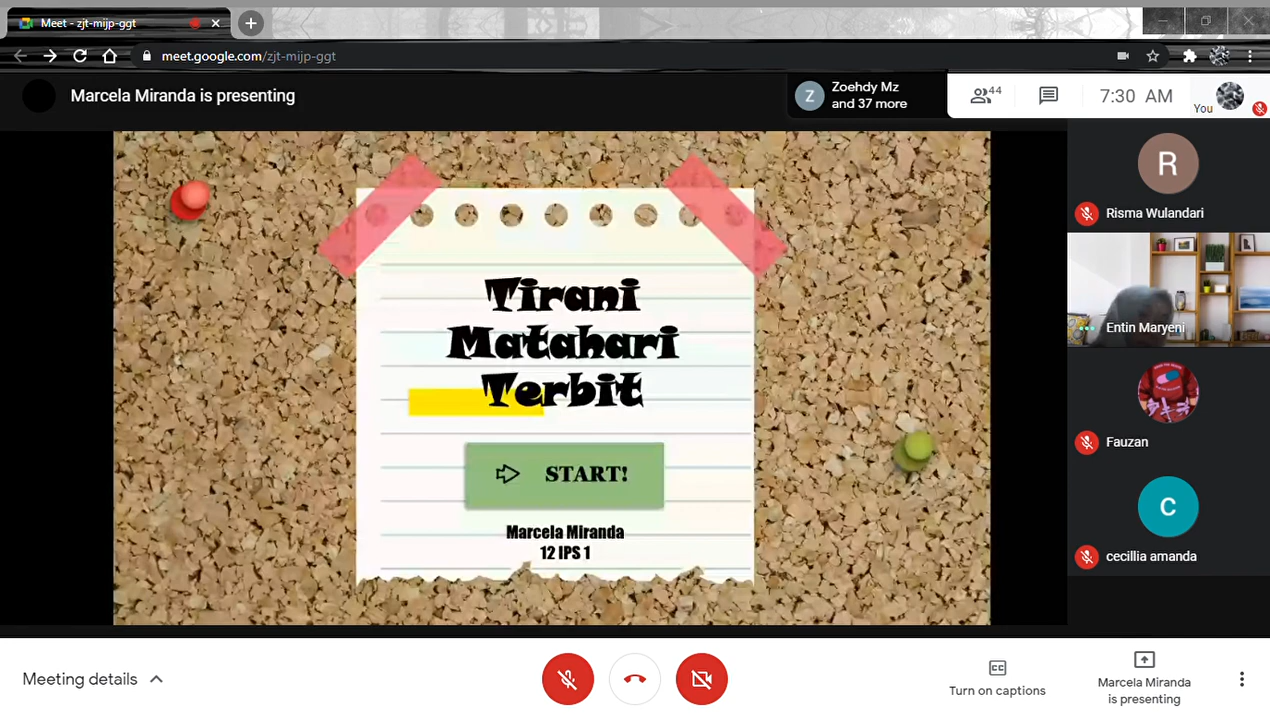 Meet - zjt-mijp-ggt
meet.google.com/zjt-mijp-ggt
Marcela Miranda is presenting
Z
Zoehdy Mz
and 37 more
44
7:30 AM
You
R
Risma Wulandari
Entin Maryeni
Fauzan
C
cecillia amanda
Tirani
Matahari
Terbit
START!
Marcela Miranda
12 IPS 1
Meeting details
CC
Turn on captions
Marcela Miranda
is presenting